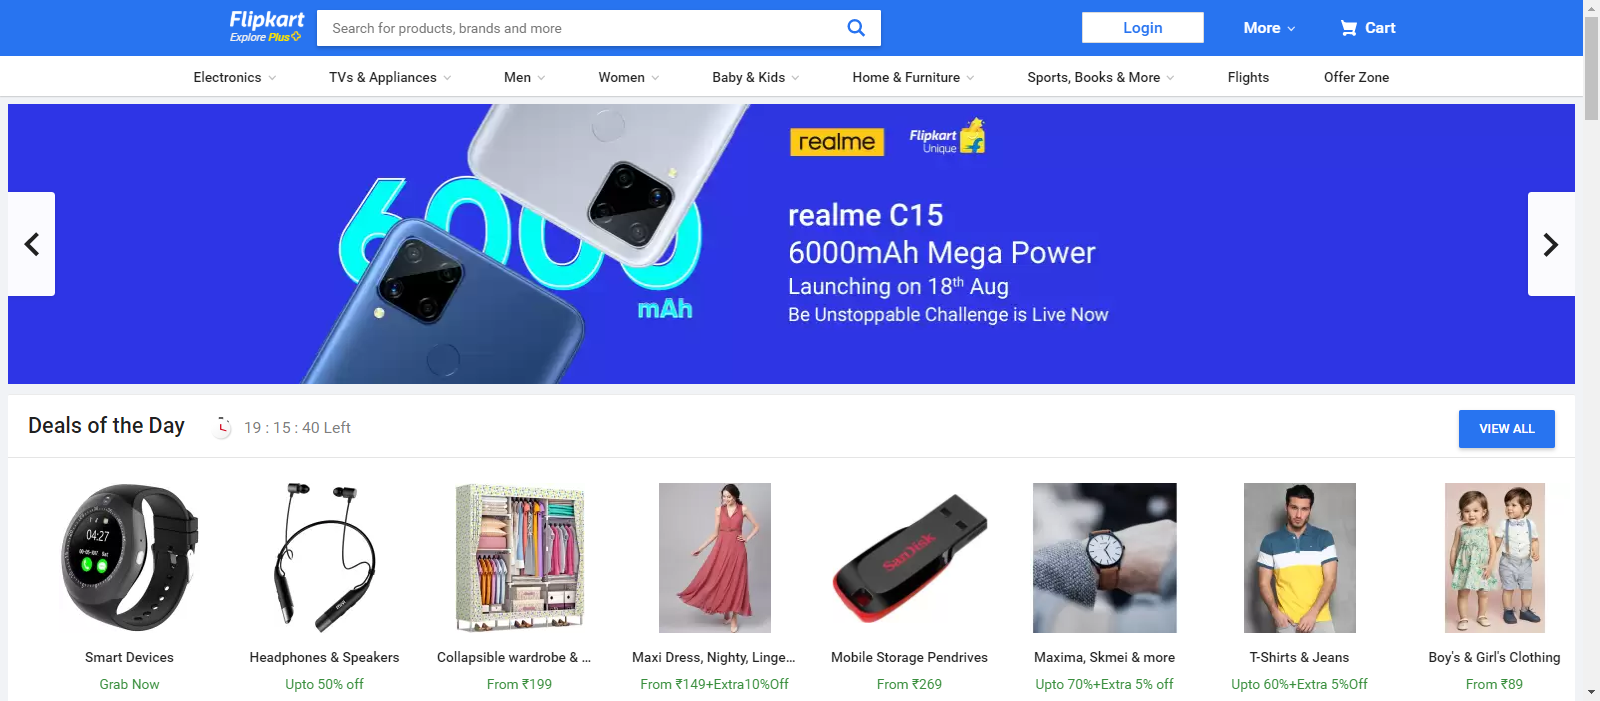 Flipkart
Explore Plus
Search for products, brands and more
Login
More
Cart
Electronics
TVs & Appliances
Men
Women
Baby & Kids
Home & Furniture
Sports, Books & More
Flights
Offer Zone
6000
mAh
realme
Flipkart
Unique
realme C15
6000mAh Mega Power
Launching on 18th Aug
Be Unstoppable Challenge is Live Now
Deals of the Day
19 : 15 : 40 Left
VIEW ALL
04:27
SanDisk
Smart Devices
Grab Now
Headphones & Speakers
Upto 50% off
Collapsible wardrobe & ...
From ₹199
Maxi Dress, Nighty, Linge...
From ₹149+Extra10%Off
Mobile Storage Pendrives
From ₹269
Maxima, Skmei & more
Upto 70%+Extra 5% off
T-Shirts & Jeans
Upto 60%+Extra 5%Off
Boy's & Girl's Clothing
From ₹89